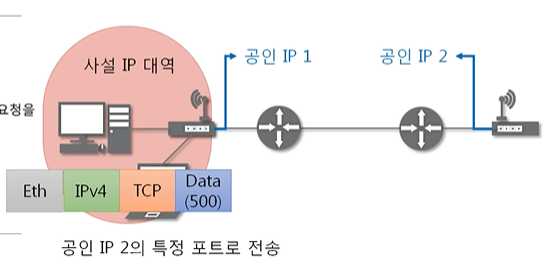 사설 IP 대역
공인 IP 1
공인 IP 2
요청을
Eth
IPv4
TCP
Data
(500)
공인 IP 2의 특정 포트로 전송